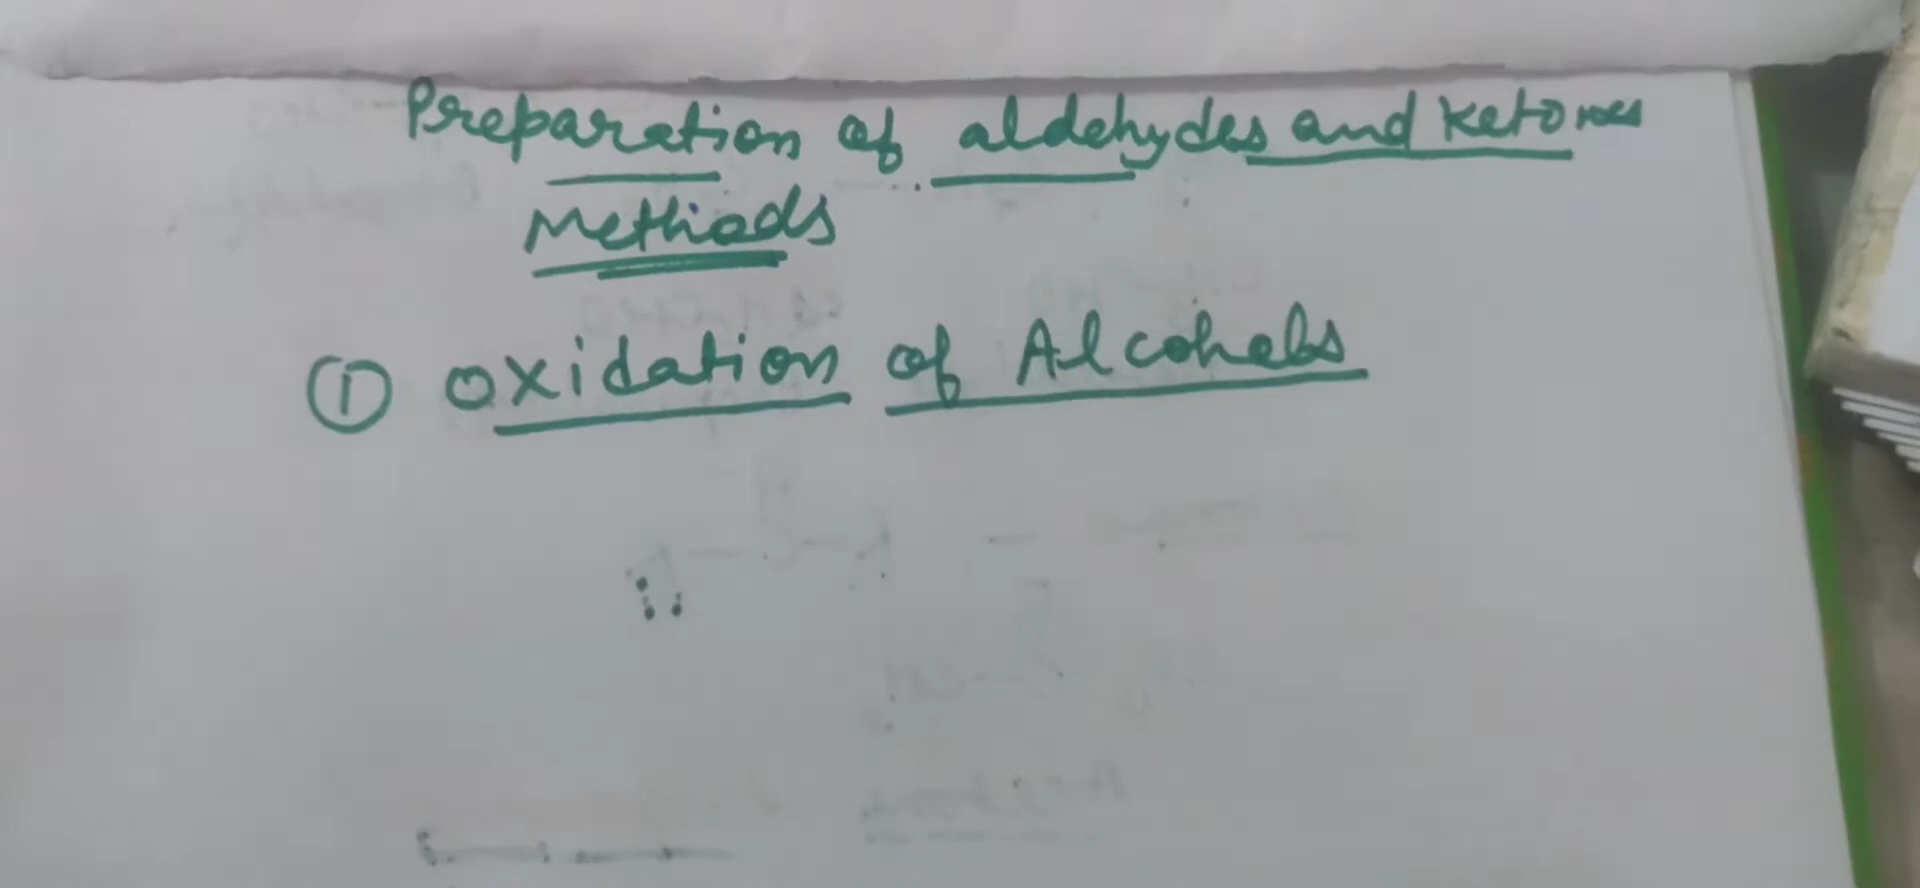 Preparation of aldehydes and ketones
Methods
① Oxidation of Alcohols